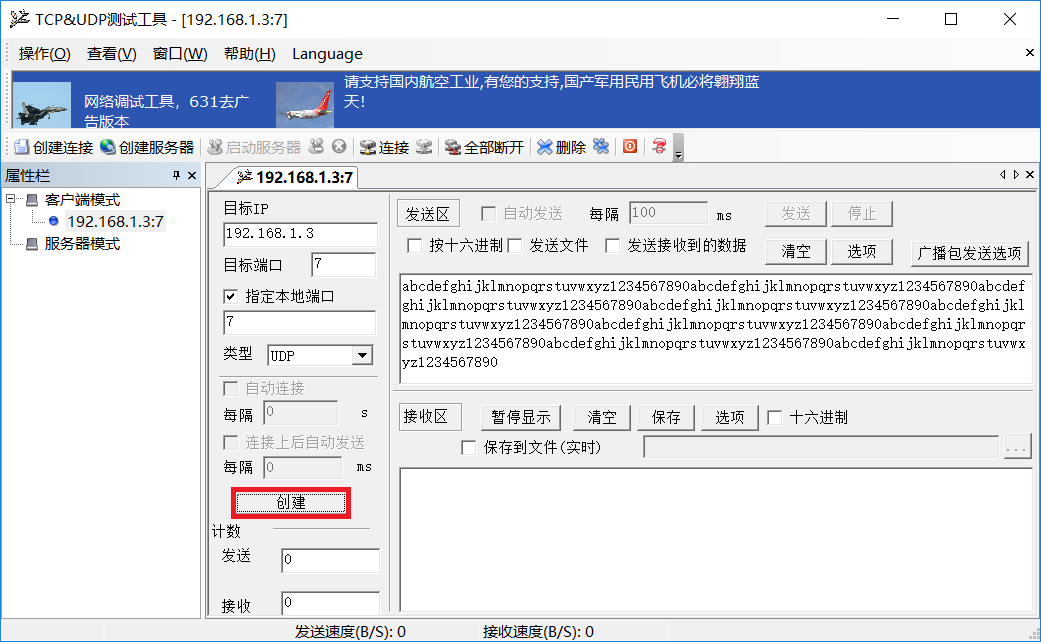 TCP&UDP测试工具 - [192.168.1.3:7]
操作(O) 查看(V) 窗口(W) 帮助(H) Language
请支持国内航空工业,有您的支持,国产军用民用飞机必将翱翔蓝
天!
网络调试工具，631去广
告版本
创建连接 创建服务器 启动服务器 连接 全部断开 删除
属性栏
客户端模式
192.168.1.3:7
服务器模式
192.168.1.3:7
目标IP
192.168.1.3
目标端口 7
指定本地端口
7
类型 UDP
自动连接
每隔 0 s
连接上后自动发送
每隔 0 ms
创建
计数
发送 0
接收 0
发送区 自动发送 每隔 100 ms 发送 停止
按十六进制 发送文件 发送接收到的数据 清空 选项 广播包发送选项
abcdefghijklmnopqrstuvwxyz1234567890abcdefghijklmnopqrstuvwxyz1234567890abcdef
ghijklmnopqrstuvwxyz1234567890abcdefghijklmnopqrstuvwxyz1234567890abcdefghijkl
mnopqrstuvwxyz1234567890abcdefghijklmnopqrstuvwxyz1234567890abcdefghijklmnopqr
stuvwxyz1234567890abcdefghijklmnopqrstuvwxyz1234567890abcdefghijklmnopqrstuvwx
yz1234567890
接收区 暂停显示 清空 保存 选项 十六进制
保存到文件(实时) ...
发送速度(B/S): 0 接收速度(B/S): 0